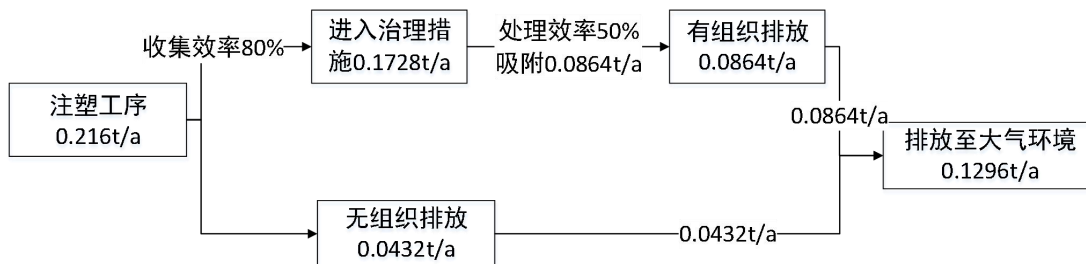 注塑工序
0.216t/a
收集效率80%
进入治理措
施0.1728t/a
处理效率50%
吸附0.0864t/a
有组织排放
0.0864t/a
0.0864t/a
无组织排放
0.0432t/a
0.0432t/a
排放至大气环境
0.1296t/a